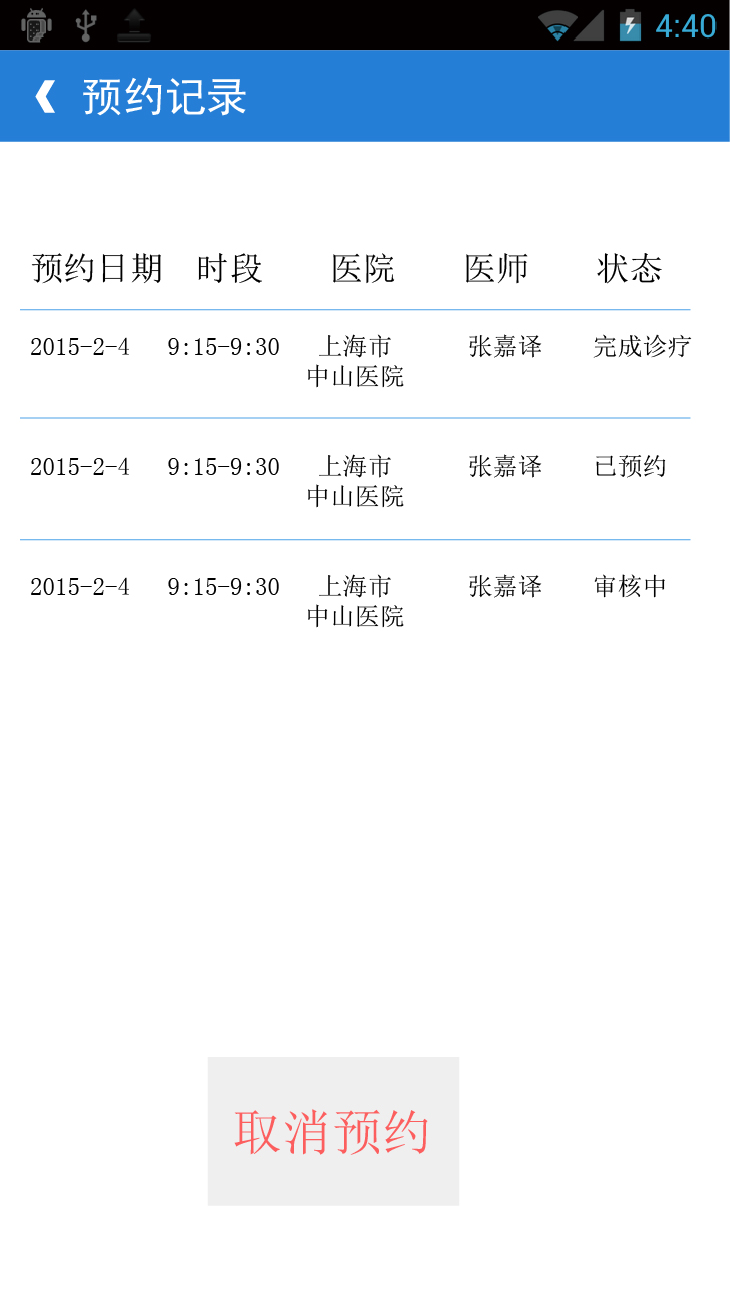 4:40
预约记录
预约日期 时段 医院 医师 状态
2015-2-4 9:15-9:30 上海市 张嘉译 完成诊疗
中山医院
2015-2-4 9:15-9:30 上海市 张嘉译 已预约
中山医院
2015-2-4 9:15-9:30 上海市 张嘉译 审核中
中山医院
取消预约